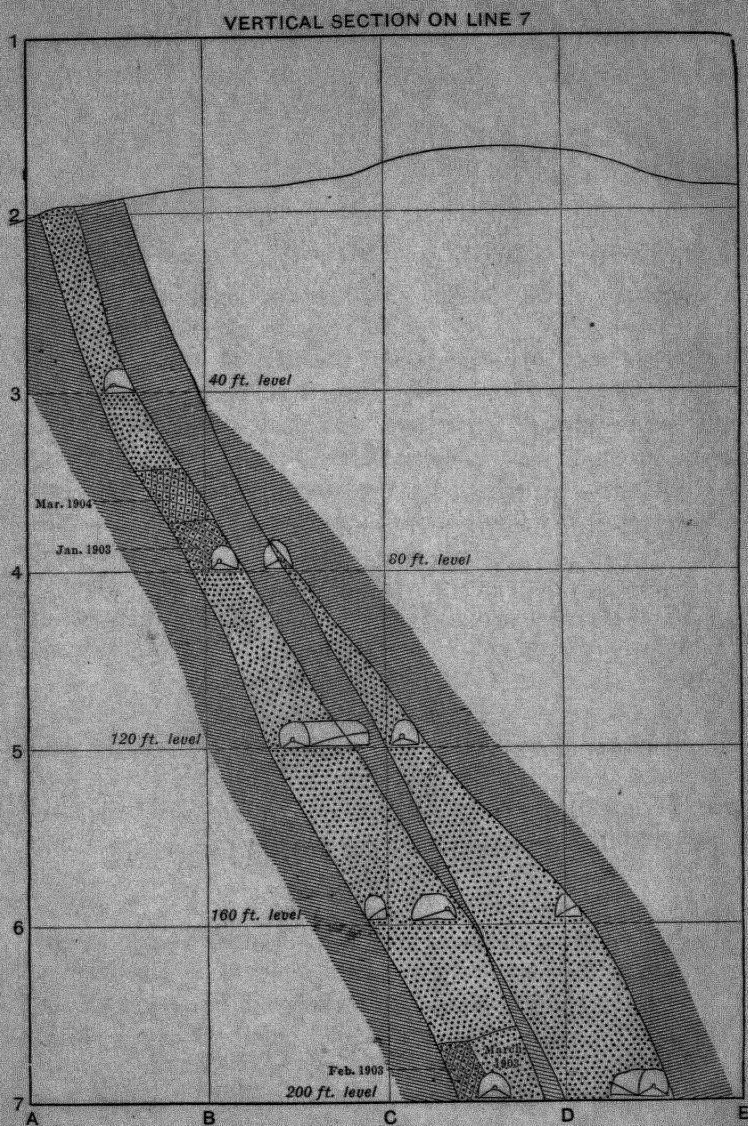 VERTICAL SECTION ON LINE 7
1
2
40 ft. level
3
Mar. 1904
Jan. 1903
80 ft. level
4
120 ft. level
5
160 ft. level
6
Feb. 1903
200 ft. level
7
A B C D E